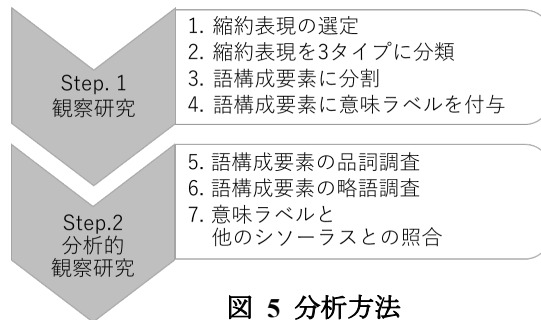 Step. 1
観察研究
1. 縮約表現の選定
2. 縮約表現を3タイプに分類
3. 語構成要素に分割
4. 語構成要素に意味ラベルを付与
Step.2
分析的
観察研究
5. 語構成要素の品詞調査
6. 語構成要素の略語調査
7. 意味ラベルと
他のシソーラスとの照合
図 5 分析方法